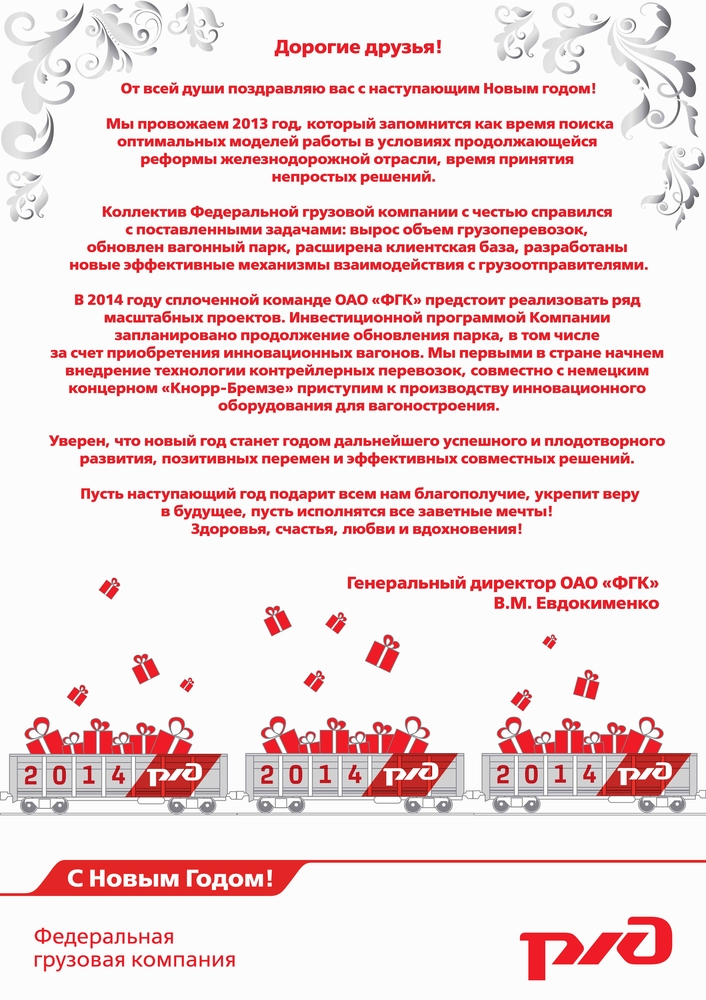 Дорогие друзья!
От всей души поздравляю вас с наступающим Новым годом!
Мы провожаем 2013 год, который запомнится как время поиска
оптимальных моделей работы в условиях продолжающейся
реформы железнодорожной отрасли, время принятия
непростых решений.
Коллектив Федеральной грузовой компании с честью справился
с поставленными задачами: вырос объем грузоперевозок,
обновлен вагонный парк, расширена клиентская база, разработаны
новые эффективные механизмы взаимодействия с грузоотправителями.
В 2014 году сплоченной команде ОАО «ФГК» предстоит реализовать ряд
масштабных проектов. Инвестиционной программой Компании
запланировано продолжение обновления парка, в том числе
за счет приобретения инновационных вагонов. Мы первыми в стране начнем
внедрение технологии контрейлерных перевозок, совместно с немецким
концерном «Кнорр-Бремзе» приступим к производству инновационного
оборудования для вагоностроения.
Уверен, что новый год станет годом дальнейшего успешного и плодотворного
развития, позитивных перемен и эффективных совместных решений.
Пусть наступающий год подарит всем нам благополучие, укрепит веру
в будущее, пусть исполнятся все заветные мечты!
Здоровья, счастья, любви и вдохновения!
Генеральный директор ОАО «ФГК»
В.М. Евдокименко
2014 РЖД 2014 РЖД 2014 РЖД
С Новым Годом!
Федеральная
грузовая компания
РЖД